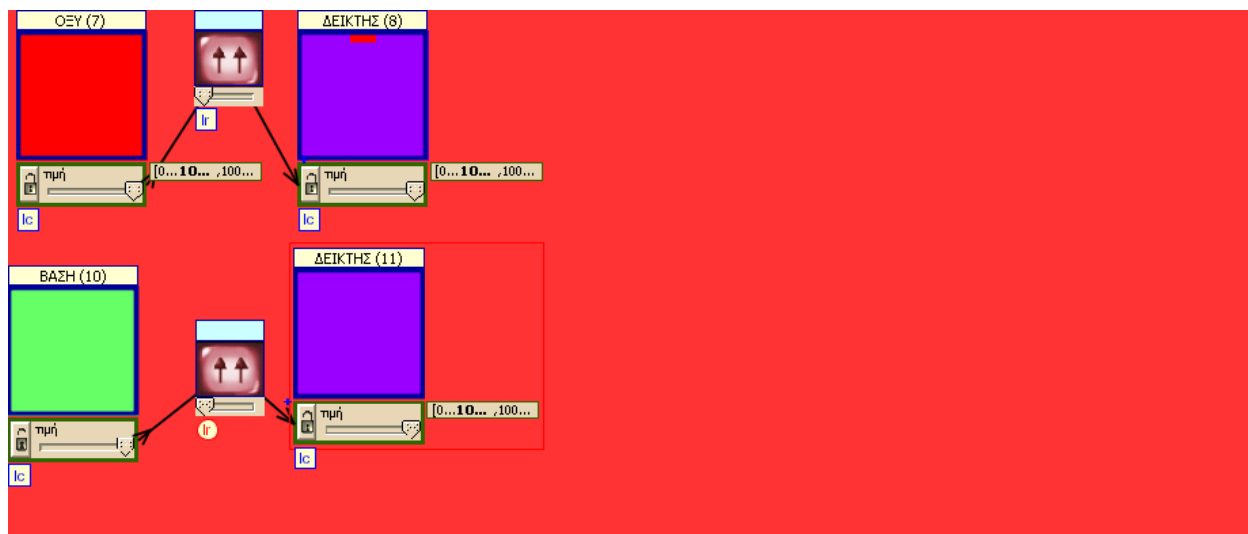 ΟΞΥ (7)
ΔΕΙΚΤΗΣ (8)
Ir
τιμή
[0...10... ,100...
τιμή
[0...10... ,100...
Ic
Ic
ΒΑΣΗ (10)
ΔΕΙΚΤΗΣ (11)
τιμή
Ir
τιμή
[0...10... ,100...
Ic
Ic